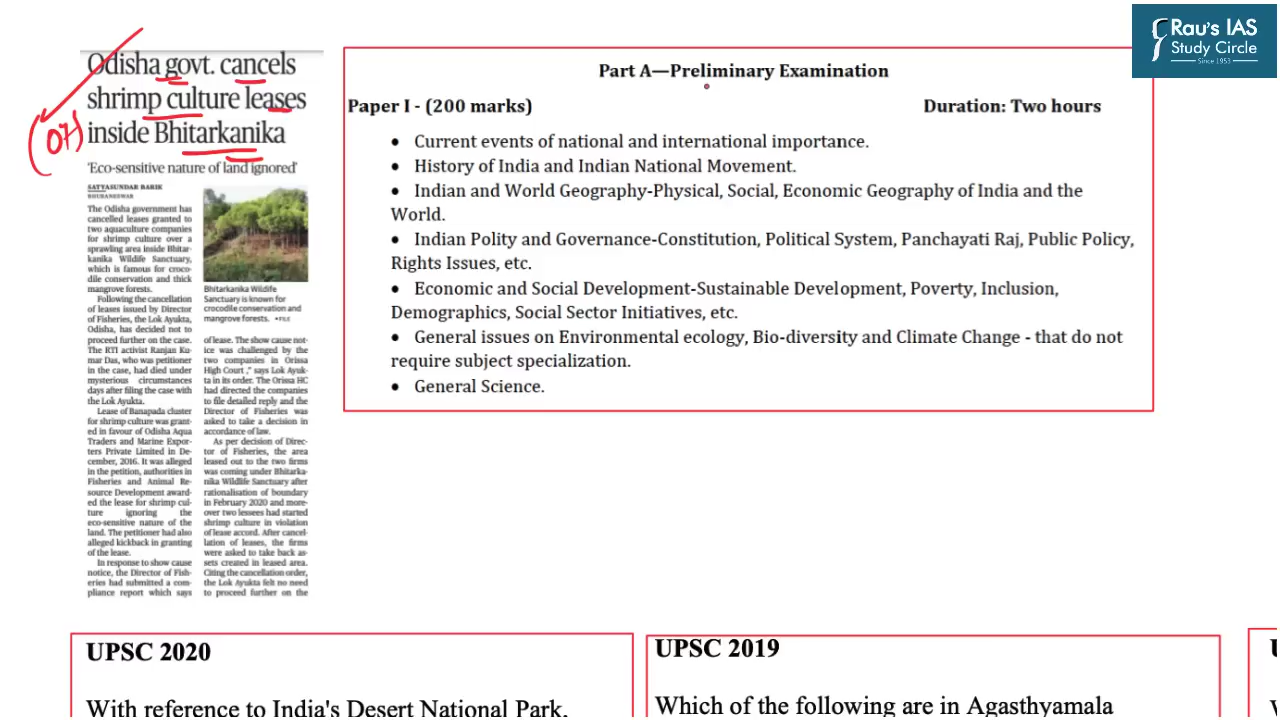 Rau's IAS
Study Circle
Since 1953
Odisha govt. cancels
shrimp culture leases
inside Bhitarkanika
(07)
'Eco-sensitive nature of land ignored'
SATYASUNDAR BARIK
BHUBANESWAR
The Odisha government has
cancelled leases granted to
two aquaculture companies
for shrimp culture over a
sprawling area inside Bhitar-
kanika Wildlife Sanctuary,
which is famous for croco-
dile conservation and thick
mangrove forests.
Following the cancellation
of leases issued by Director
of Fisheries, the Lok Ayukta,
Odisha, has decided not to
proceed further on the case.
The RTI activist Ranjan Ku-
mar Das, who was petitioner
in the case, had died under
mysterious circumstances
days after filing the case with
the Lok Ayukta.
Lease of Banapada cluster
for shrimp culture was grant-
ed in favour of Odisha Aqua
Traders and Marine Expor-
ters Private Limited in De-
cember, 2016. It was alleged
in the petition, authorities in
Fisheries and Animal Re-
source Development award-
ed the lease for shrimp cul-
ture ignoring the
eco-sensitive nature of the
land. The petitioner had also
alleged kickback in granting
of the lease.
In response to show cause
notice, the Director of Fish-
eries had submitted a com-
pliance report which says
Bhitarkanika Wildlife
Sanctuary is known for
crocodile conservation and
mangrove forests. •FILE
of lease. The show cause not-
ice was challenged by the
two companies in Orissa
High Court," says Lok Ayuk-
ta in its order. The Orissa HC
had directed the companies
to file detailed reply and the
Director of Fisheries was
asked to take a decision in
accordance of law.
As per decision of Direc-
tor of Fisheries, the area
leased out to the two firms
was coming under Bhitarka-
nika Wildlife Sanctuary after
rationalisation of boundary
in February 2020 and more-
over two lessees had started
shrimp culture in violation
of lease accord. After cancel-
lation of leases, the firms
were asked to take back as-
sets created in leased area.
Citing the cancellation order,
the Lok Ayukta felt no need
to proceed further on the
Part A—Preliminary Examination
Paper I - (200 marks) Duration: Two hours
• Current events of national and international importance.
• History of India and Indian National Movement.
• Indian and World Geography-Physical, Social, Economic Geography of India and the
World.
• Indian Polity and Governance-Constitution, Political System, Panchayati Raj, Public Policy,
Rights Issues, etc.
• Economic and Social Development-Sustainable Development, Poverty, Inclusion,
Demographics, Social Sector Initiatives, etc.
• General issues on Environmental ecology, Bio-diversity and Climate Change - that do not
require subject specialization.
• General Science.
UPSC 2020
With reference to India's Desert National Park,
UPSC 2019
Which of the following are in Agasthyamala